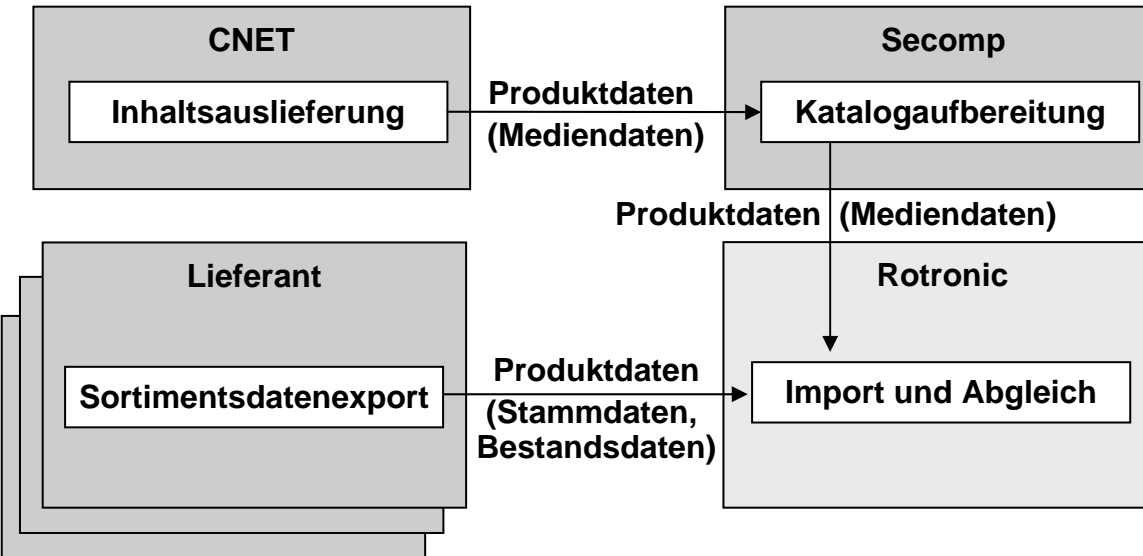 CNET
Inhaltsauslieferung
Produktdaten
(Mediendaten)
Secomp
Katalogaufbereitung
Produktdaten (Mediendaten)
Lieferant
Sortimentsdatenexport
Produktdaten
(Stammdaten,
Bestandsdaten)
Rotronic
Import und Abgleich